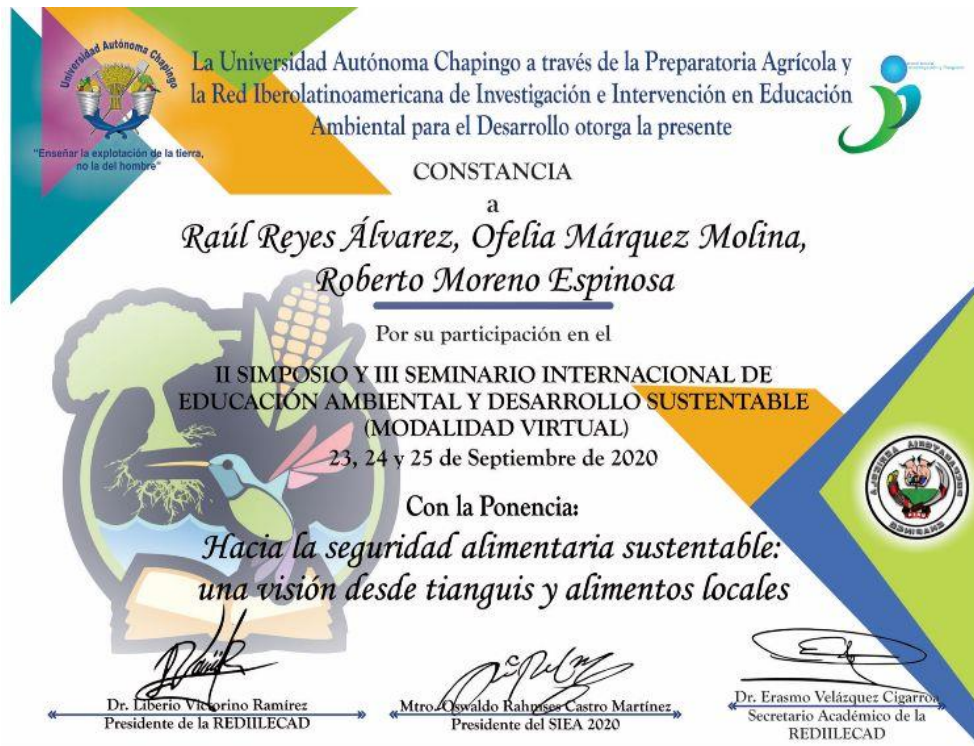 Universidad Autónoma Chapingo
"Enseñar la explotación de la tierra,
no la del hombre"
La Universidad Autónoma Chapingo a través de la Preparatoria Agrícola y
la Red Iberolatinoamericana de Investigación e Intervención en Educación
Ambiental para el Desarrollo otorga la presente
CONSTANCIA
a
Raúl Reyes Álvarez, Ofelia Márquez Molina,
Roberto Moreno Espinosa
Por su participación en el
II SIMPOSIO Y III SEMINARIO INTERNACIONAL DE
EDUCACIÓN AMBIENTAL Y DESARROLLO SUSTENTABLE
(MODALIDAD VIRTUAL)
23, 24 y 25 de Septiembre de 2020
Con la Ponencia:
Hacia la seguridad alimentaria sustentable:
una visión desde tianguis y alimentos locales
Dr. Liberio Victorino Ramírez
Presidente de la REDIILECAD
Mtro. Oswaldo Rahmses Castro Martínez
Presidente del SIEA 2020
Dr. Erasmo Velázquez Cigarroa
Secretario Académico de la
REDIILECAD